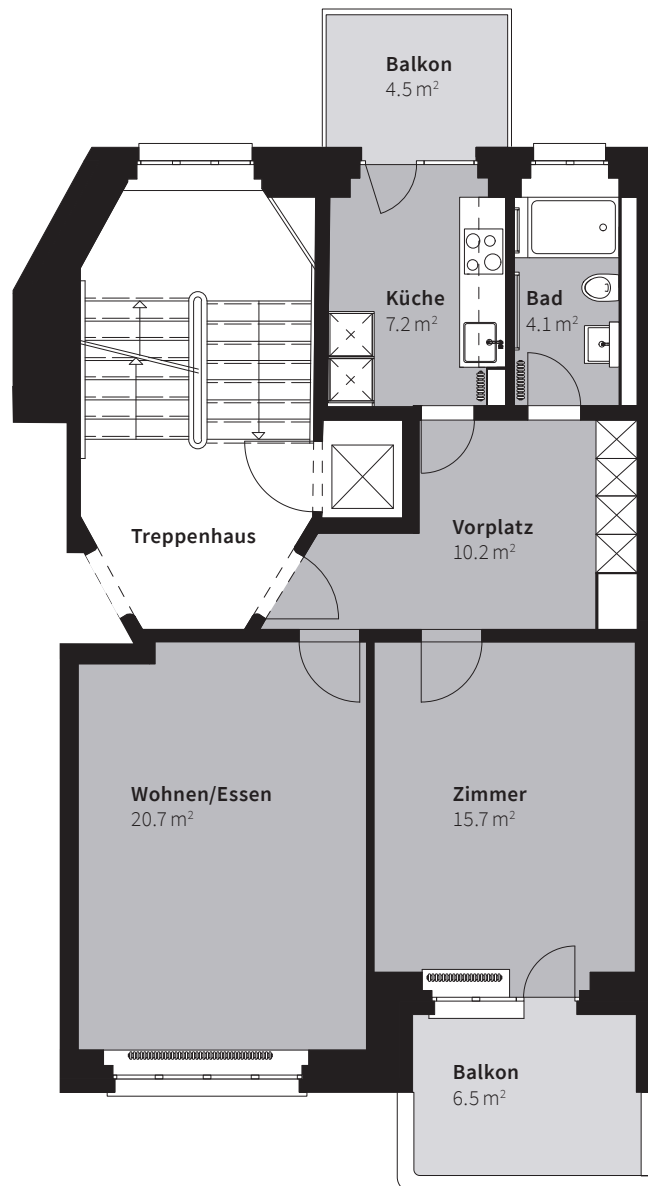 Balkon
4.5 m²
Küche
7.2 m²
Bad
4.1 m²
Treppenhaus
Vorplatz
10.2 m²
Wohnen/Essen
20.7 m²
Zimmer
15.7 m²
Balkon
6.5 m²